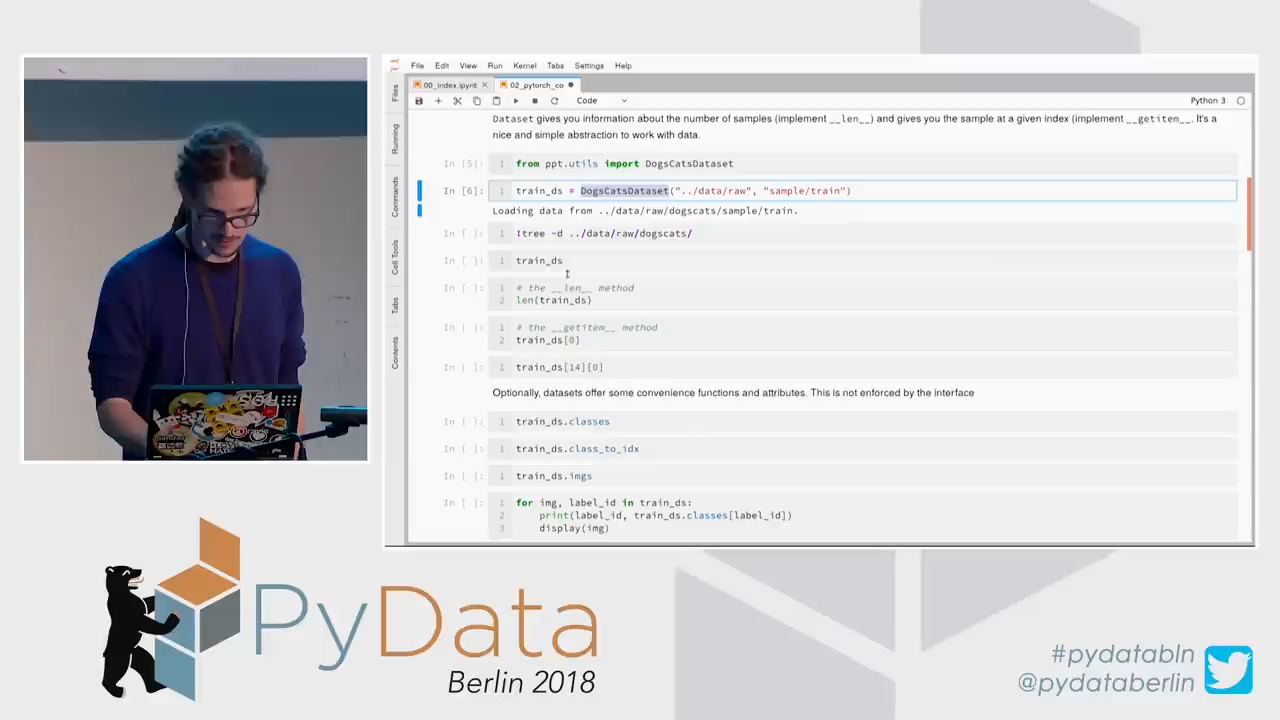 File Edit View Run Kernel Tabs Settings Help
00_index.ipynt × 02_pytorch_co
Code Python 3
Files
Running
Commands
Cell Tools
Tabs
Contents
Dataset gives you information about the number of samples (implement __len__) and gives you the sample at a given index (implement __getitem__. It's a
nice and simple abstraction to work with data.
In [5]: 1 from ppt.utils import DogsCatsDataset
In [6]: 1 train_ds = DogsCatsDataset("../data/raw", "sample/train")
Loading data from ../data/raw/dogscats/sample/train.
In [ ]: 1 !tree -d ../data/raw/dogscats/
In [ ]: 1 train_ds
In [ ]: 1 # the __len__ method
2 len(train_ds)
In [ ]: 1 # the __getitem__ method
2 train_ds[0]
In [ ]: 1 train_ds[14][0]
Optionally, datasets offer some convenience functions and attributes. This is not enforced by the interface
In [ ]: 1 train_ds.classes
In [ ]: 1 train_ds.class_to_idx
In [ ]: 1 train_ds.imgs
In [ ]: 1 for img, label_id in train_ds:
2 print(label_id, train_ds.classes[label_id])
3 display(img)
PyData
Berlin 2018
#pydatabln
@pydataberlin